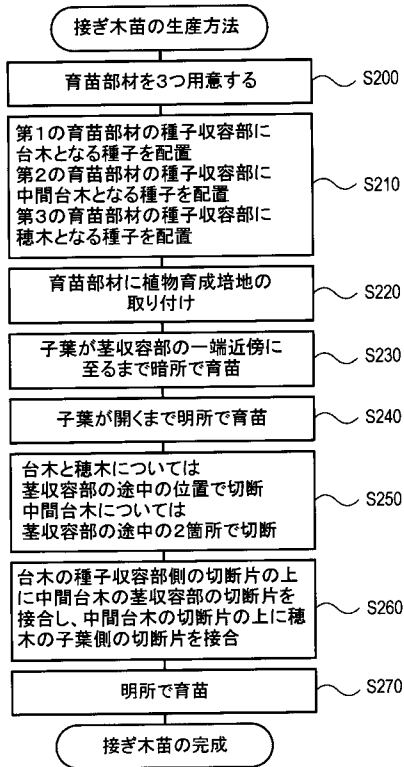 接ぎ木苗の生産方法
育苗部材を3つ用意する
S200
第1の育苗部材の種子収容部に
台木となる種子を配置
第2の育苗部材の種子収容部に
中間台木となる種子を配置
第3の育苗部材の種子収容部に
穂木となる種子を配置
S210
育苗部材に植物育成培地の
取り付け
S220
子葉が茎収容部の一端近傍に
至るまで暗所で育苗
S230
子葉が開くまで明所で育苗
S240
台木と穂木については
茎収容部の途中の位置で切断
中間台木については
茎収容部の途中の2箇所で切断
S250
台木の種子収容部側の切断片の上
に中間台木の茎収容部の切断片を
接合し、中間台木の切断片の上に穂
木の子葉側の切断片を接合
S260
明所で育苗
S270
接ぎ木苗の完成